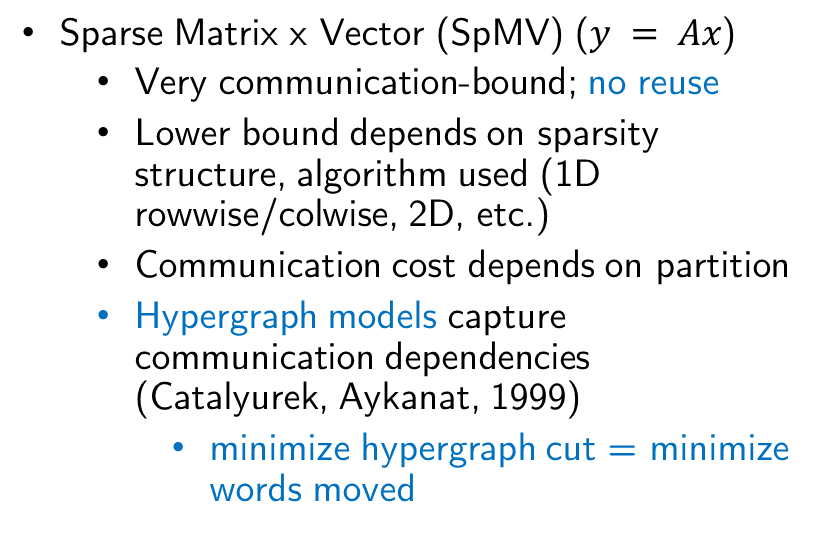 • Sparse Matrix x Vector (SpMV) (y = Ax)
• Very communication-bound; no reuse
• Lower bound depends on sparsity
structure, algorithm used (1D
rowwise/colwise, 2D, etc.)
• Communication cost depends on partition
• Hypergraph models capture
communication dependencies
(Catalyurek, Aykanat, 1999)
• minimize hypergraph cut = minimize
words moved